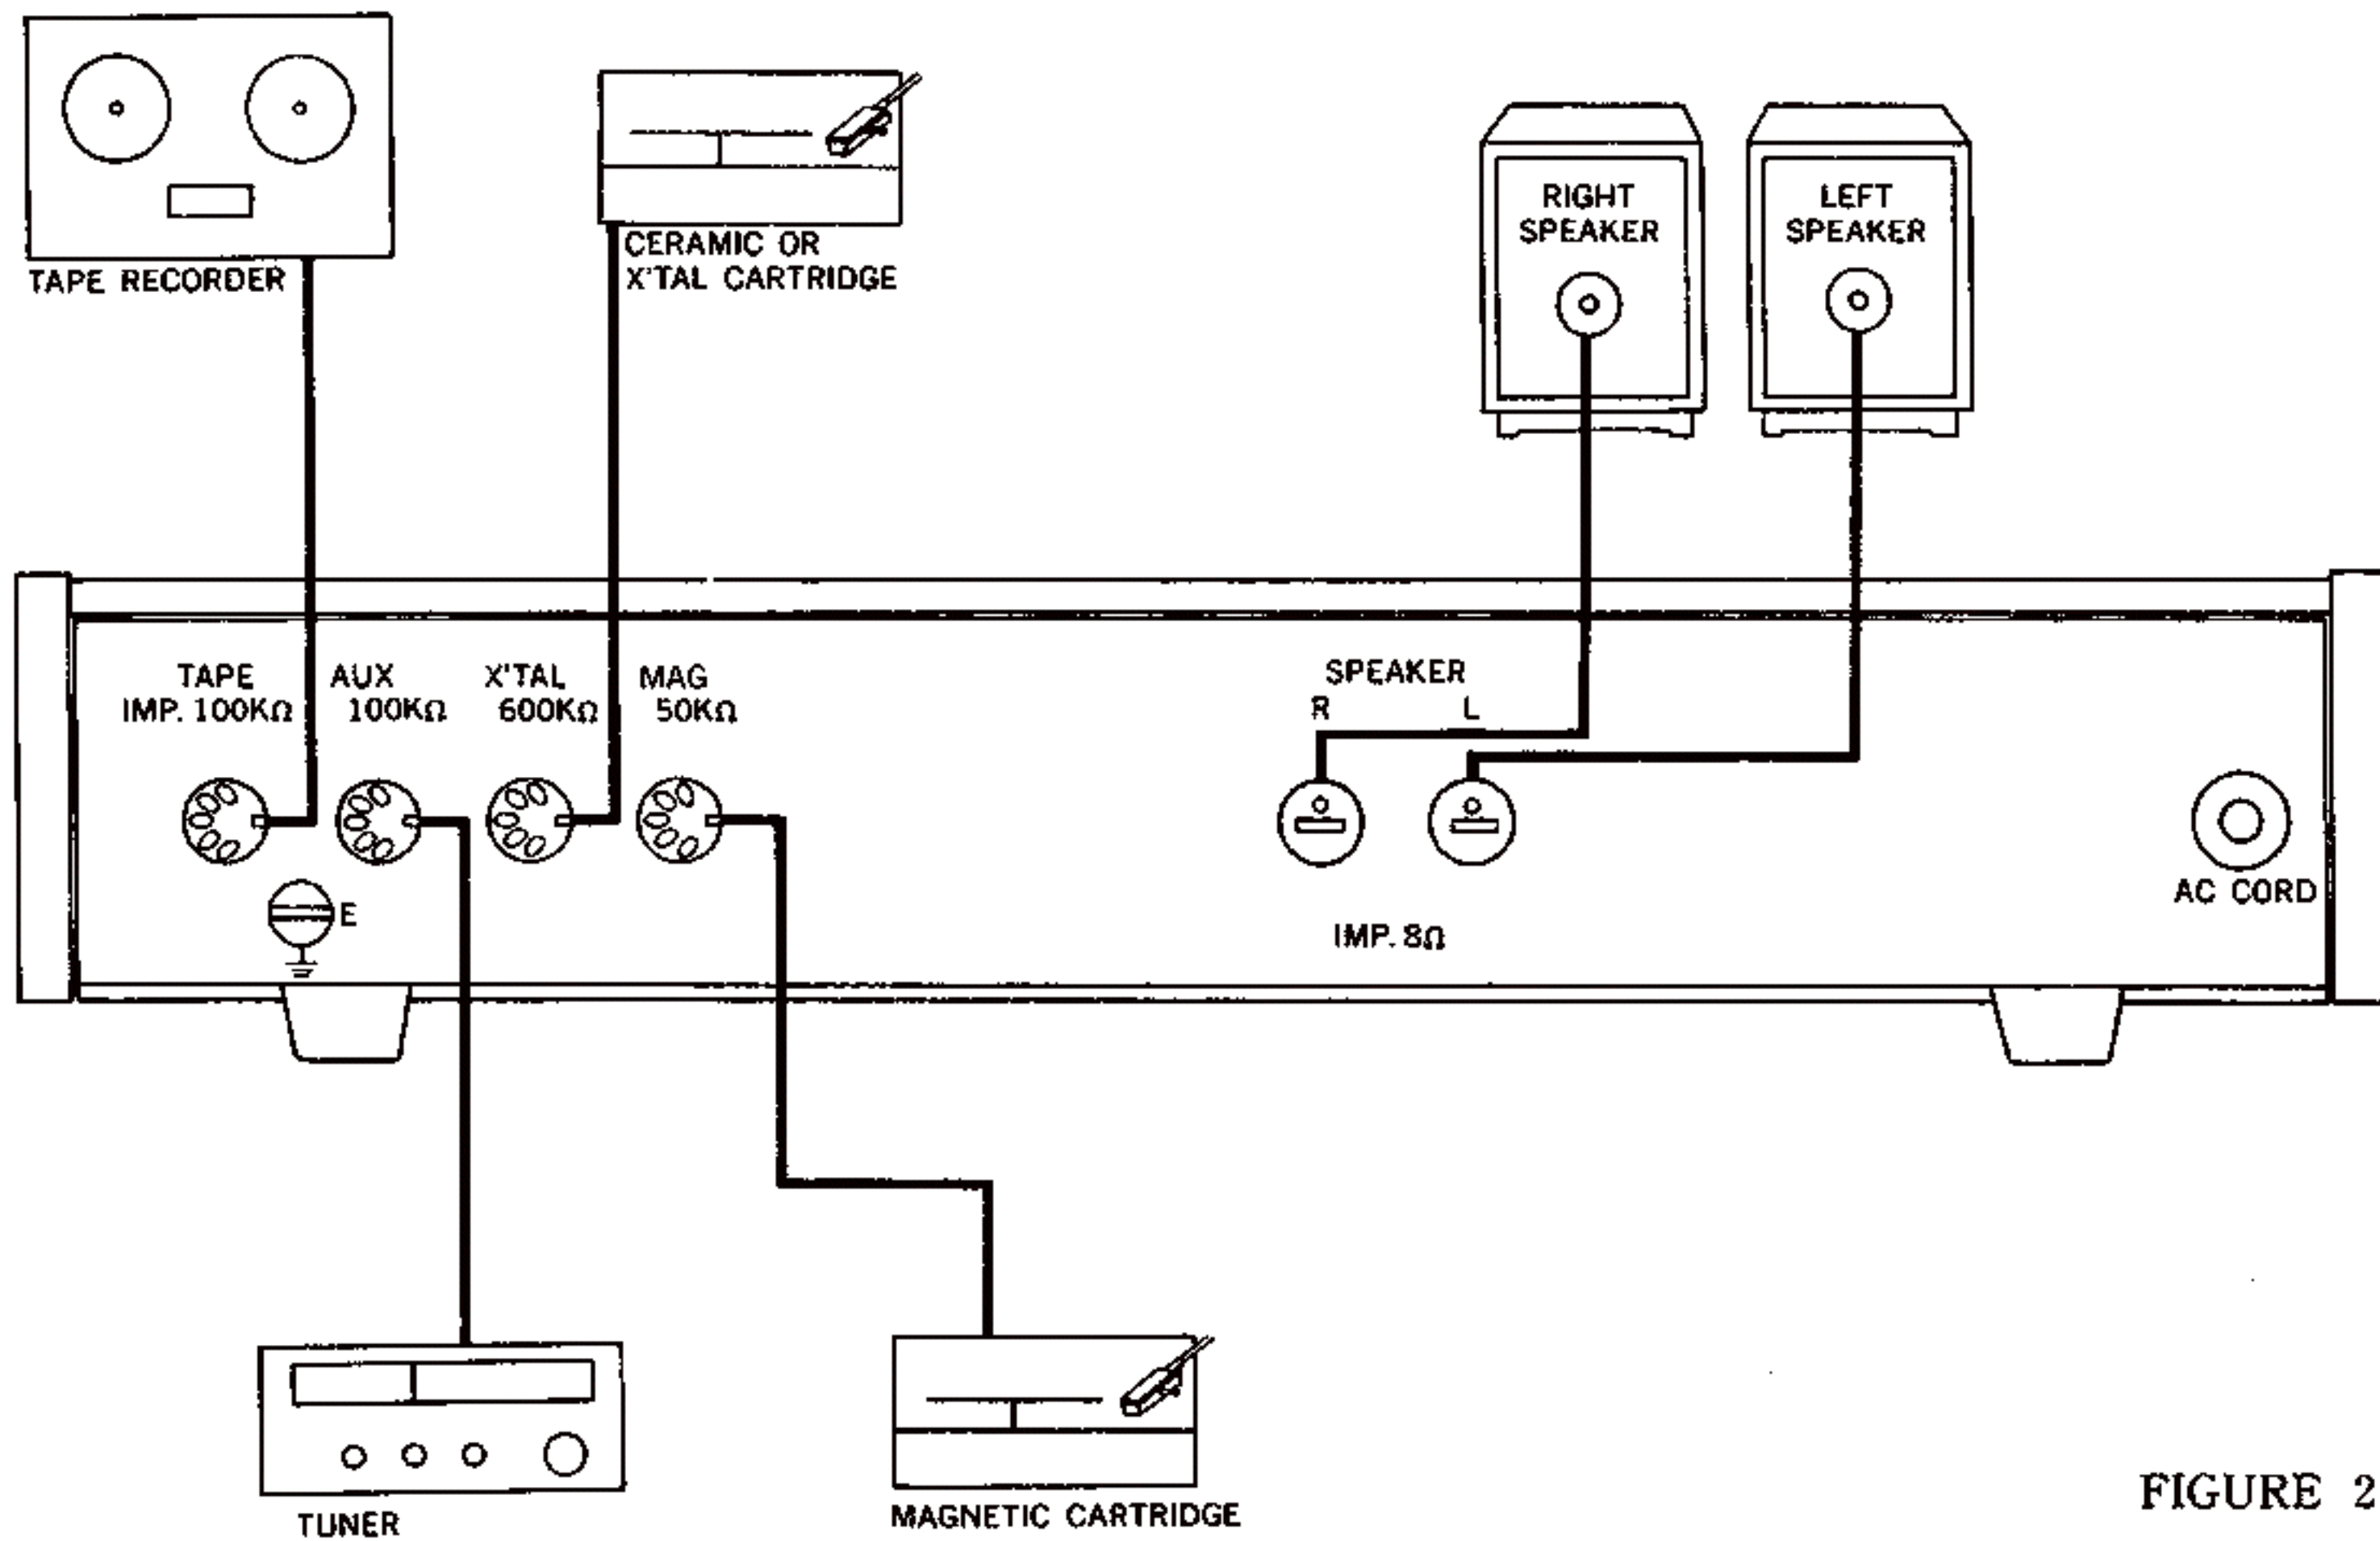 TAPE RECORDER
CERAMIC OR
X'TAL CARTRIDGE
RIGHT
SPEAKER
LEFT
SPEAKER
TAPE
IMP. 100KΩ
AUX
100KΩ
X'TAL
600KΩ
MAG
50KΩ
SPEAKER
R L
E
IMP. 8Ω
AC CORD
TUNER
MAGNETIC CARTRIDGE
FIGURE 2